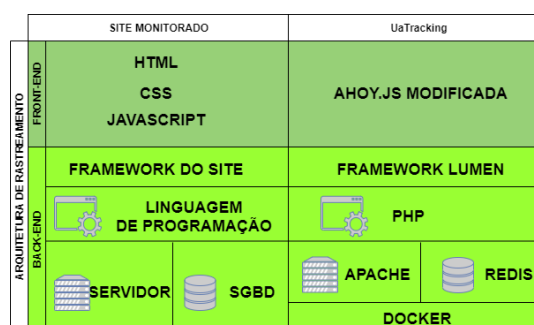 SITE MONITORADO
UaTracking
ARQUITETURA DE RASTREAMENTO
FRONT-END
HTML
CSS
JAVASCRIPT
AHOY.JS MODIFICADA
BACK-END
FRAMEWORK DO SITE
FRAMEWORK LUMEN
LINGUAGEM
DE PROGRAMAÇÃO
PHP
SERVIDOR
SGBD
APACHE
REDIS
DOCKER